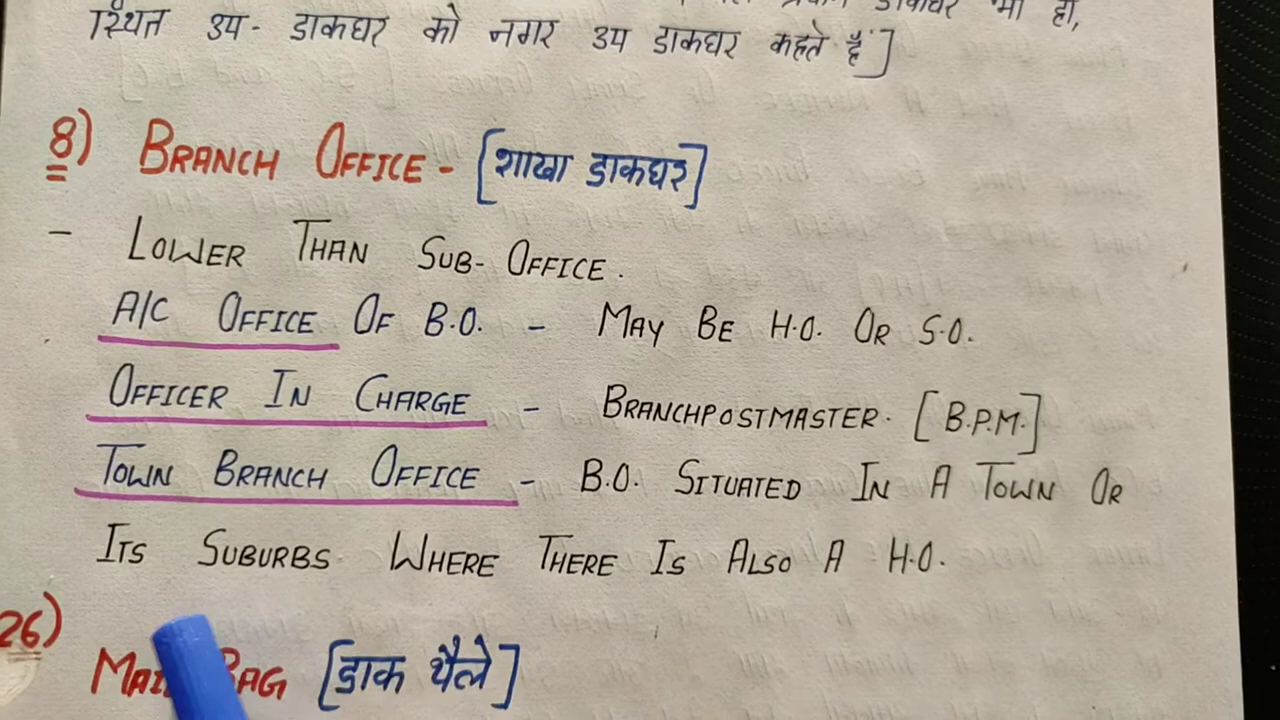 डाकघर भी हो,
स्थित उप- डाकघर को नगर उप डाकघर कहते हैं]
8) BRANCH OFFICE - [शाखा डाकघर]
- LOWER THAN SUB-OFFICE.
A/C OFFICE OF B.O. - MAY BE H.O. OR S.O.
OFFICER IN CHARGE - BRANCHPOSTMASTER. [B.P.M.]
TOWN BRANCH OFFICE - B.O. SITUATED IN A TOWN OR
ITS SUBURBS WHERE THERE IS ALSO A H.O.
26)
MAIL BAG [डाक थैले]